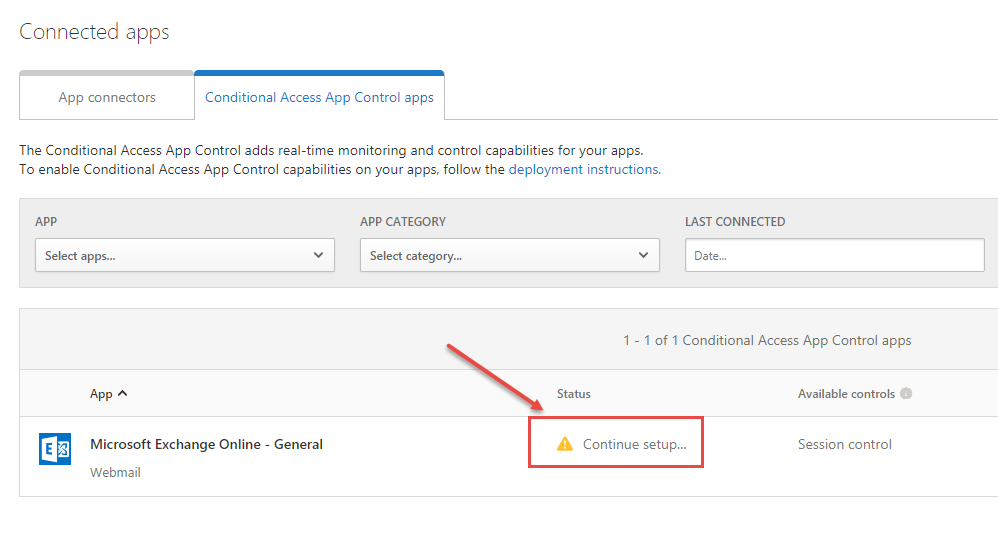 Connected apps
App connectors
Conditional Access App Control apps
The Conditional Access App Control adds real-time monitoring and control capabilities for your apps.
To enable Conditional Access App Control capabilities on your apps, follow the deployment instructions.
APP
APP CATEGORY
LAST CONNECTED
Select apps...
Select category...
Date...
1 - 1 of 1 Conditional Access App Control apps
App
Status
Available controls
Microsoft Exchange Online - General
Continue setup...
Session control
Webmail